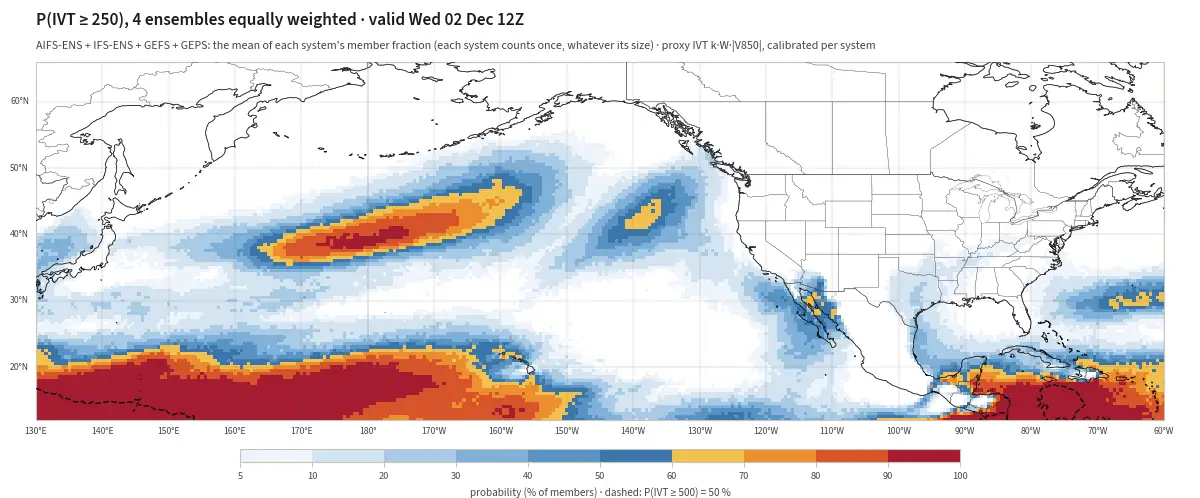 P(IVT ≥ 250), 4 ensembles equally weighted · valid Wed 02 Dec 12Z
AIFS-ENS + IFS-ENS + GEFS + GEPS: the mean of each system's member fraction (each system counts once, whatever its size) · proxy IVT k·W·|V850|, calibrated per system
60°N
50°N
40°N
30°N
20°N
130°E 140°E 150°E 160°E 170°E 180° 170°W 160°W 150°W 140°W 130°W 120°W 110°W 100°W 90°W 80°W 70°W 60°W
5 10 20 30 40 50 60 70 80 90 100
probability (% of members) · dashed: P(IVT ≥ 500) = 50 %